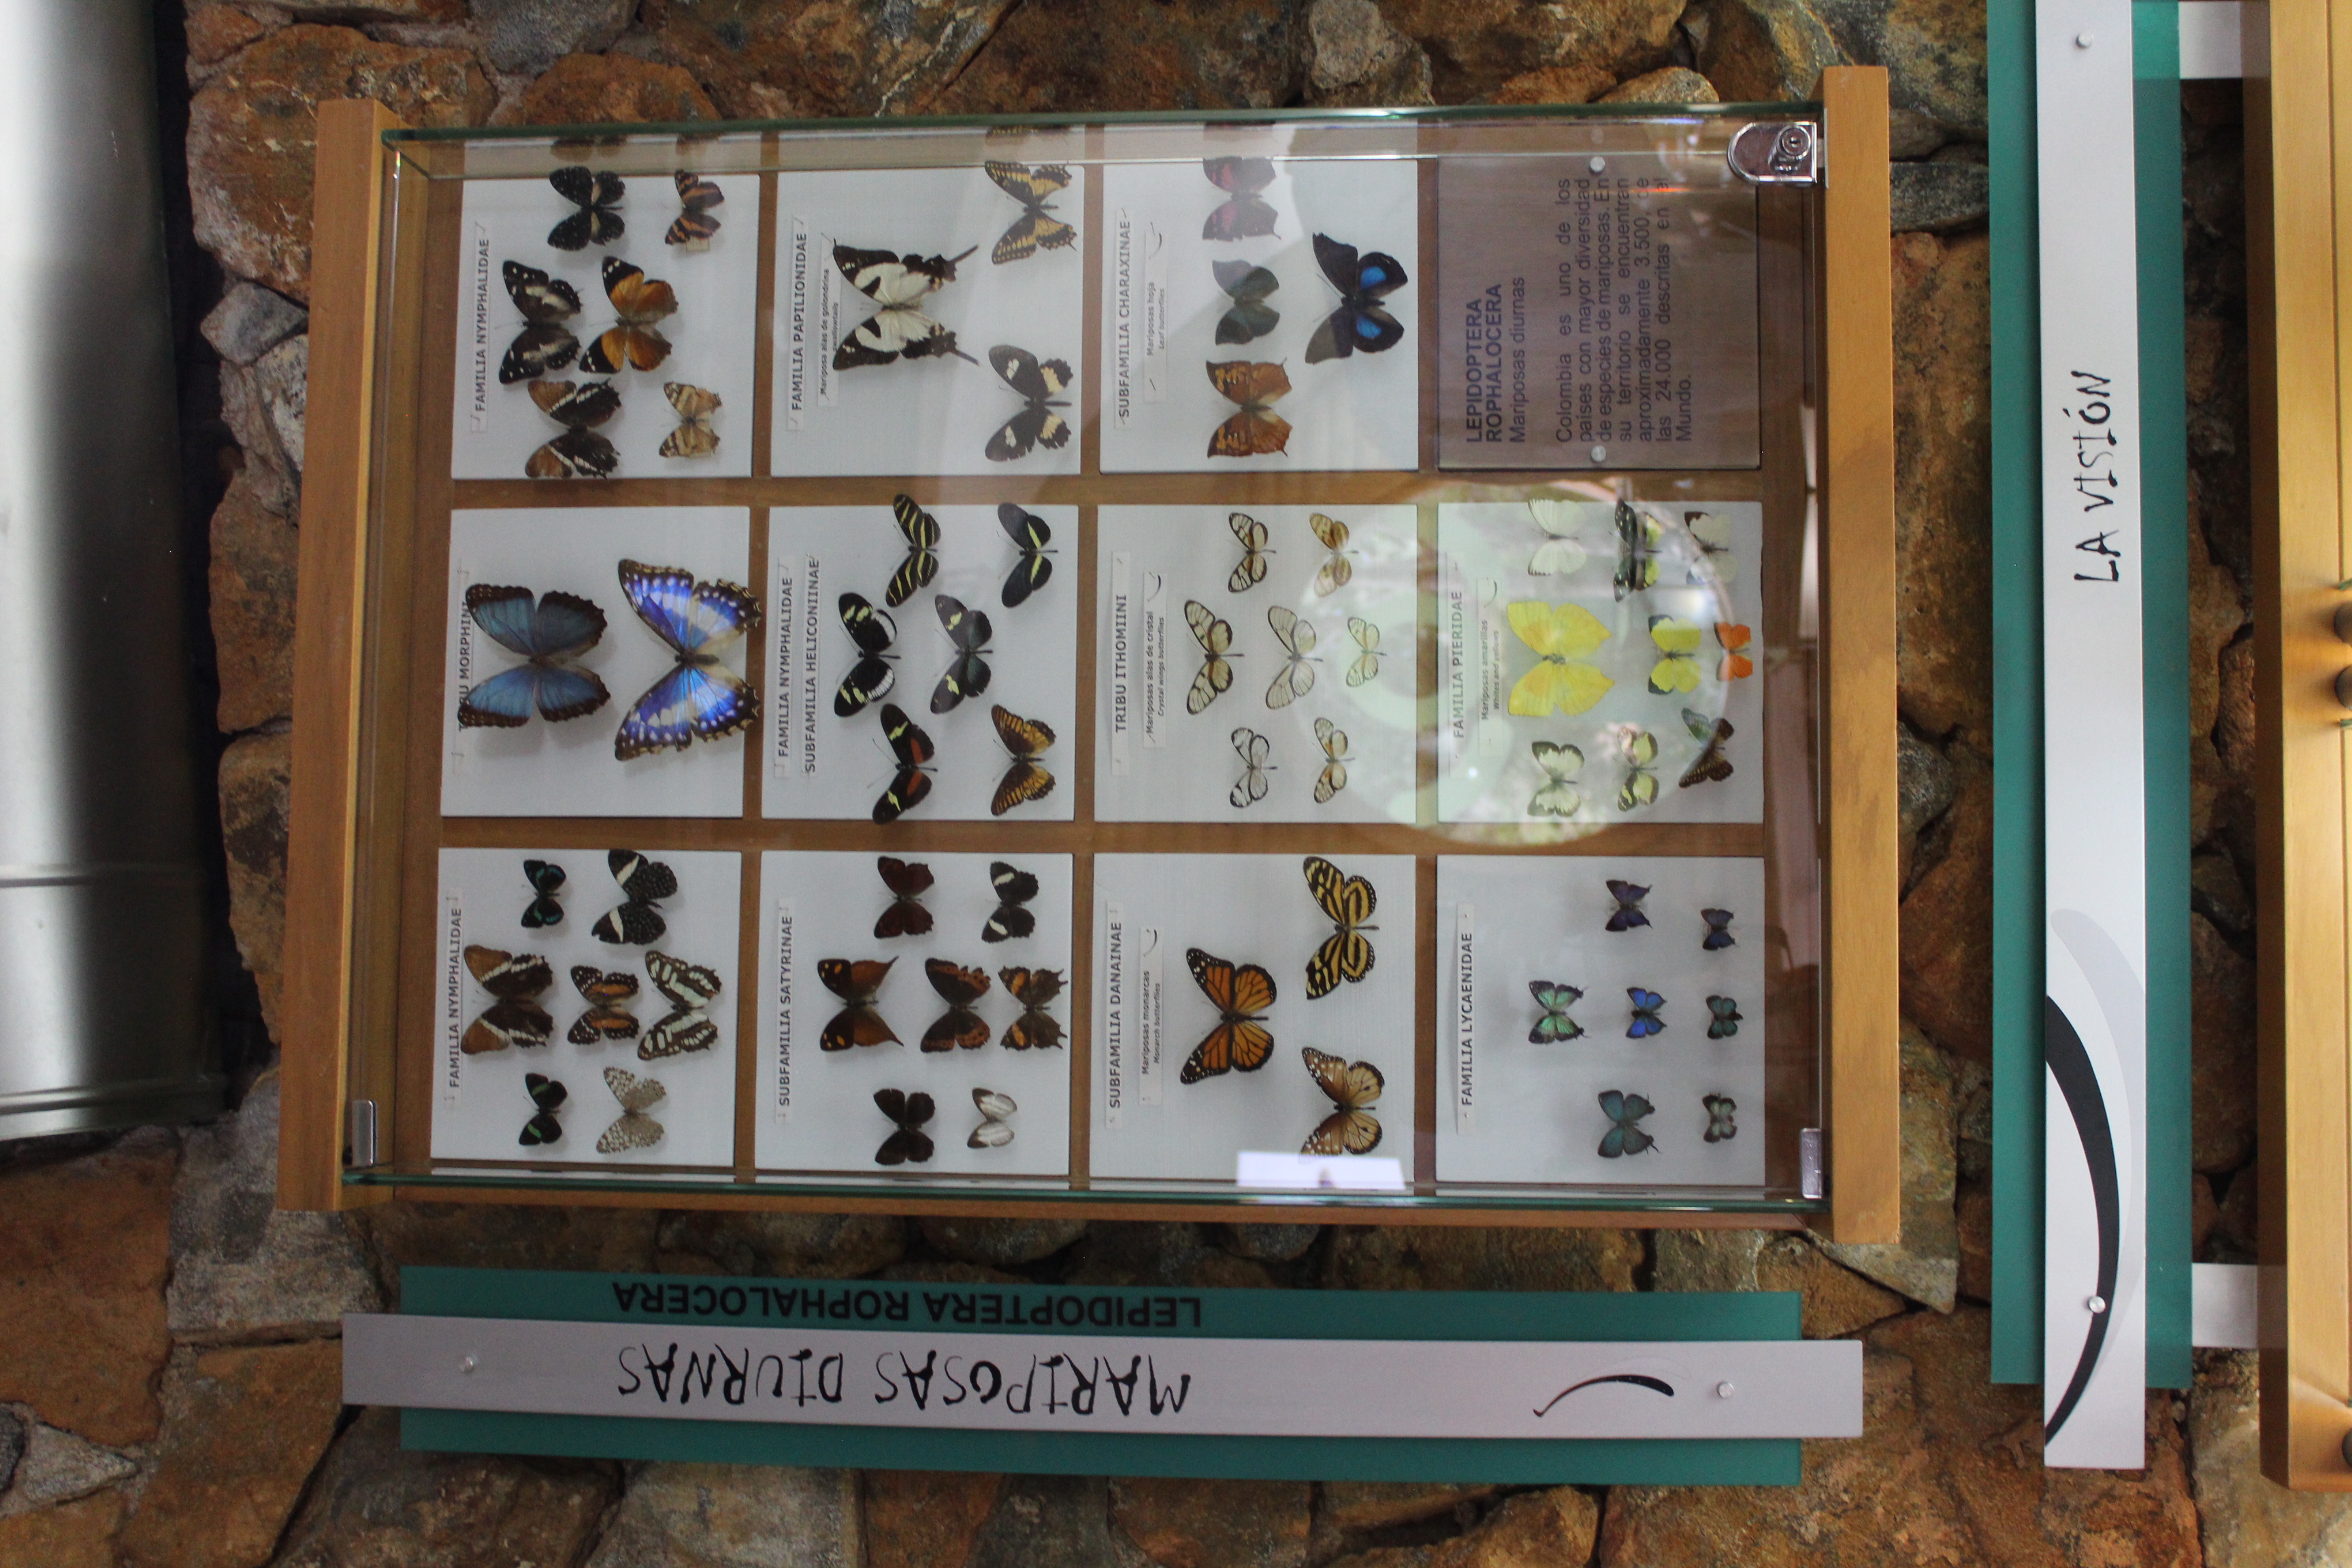 MARIPOSAS DIURNAS
LEPIDOPTERA ROPHALOCERA
FAMILIA NYMPHALIDAE
TRIBU MORPHINI
FAMILIA NYMPHALIDAE
SUBFAMILIA SATYRINAE
FAMILIA NYMPHALIDAE
SUBFAMILIA HELICONIINAE
FAMILIA PAPILIONIDAE
Mariposa alas de golondrina
swallowtails
SUBFAMILIA DANAINAE
Mariposas monarcas
Monarch butterflies
TRIBU ITHOMIINI
Mariposas alas de cristal
Crystal wings butterflies
SUBFAMILIA CHARAXINAE
Mariposas hoja
Leaf butterflies
FAMILIA LYCAENIDAE
FAMILIA PIERIDAE
Mariposas amarillas
Whites and yellows
LEPIDOPTERA
ROPHALOCERA
Mariposas diurnas
Colombia es uno de los
países con mayor diversidad
de especies de mariposas. En
su territorio se encuentran
aproximadamente 3.500, de
las 24.000 descritas en el
Mundo.
LA VISIÓN